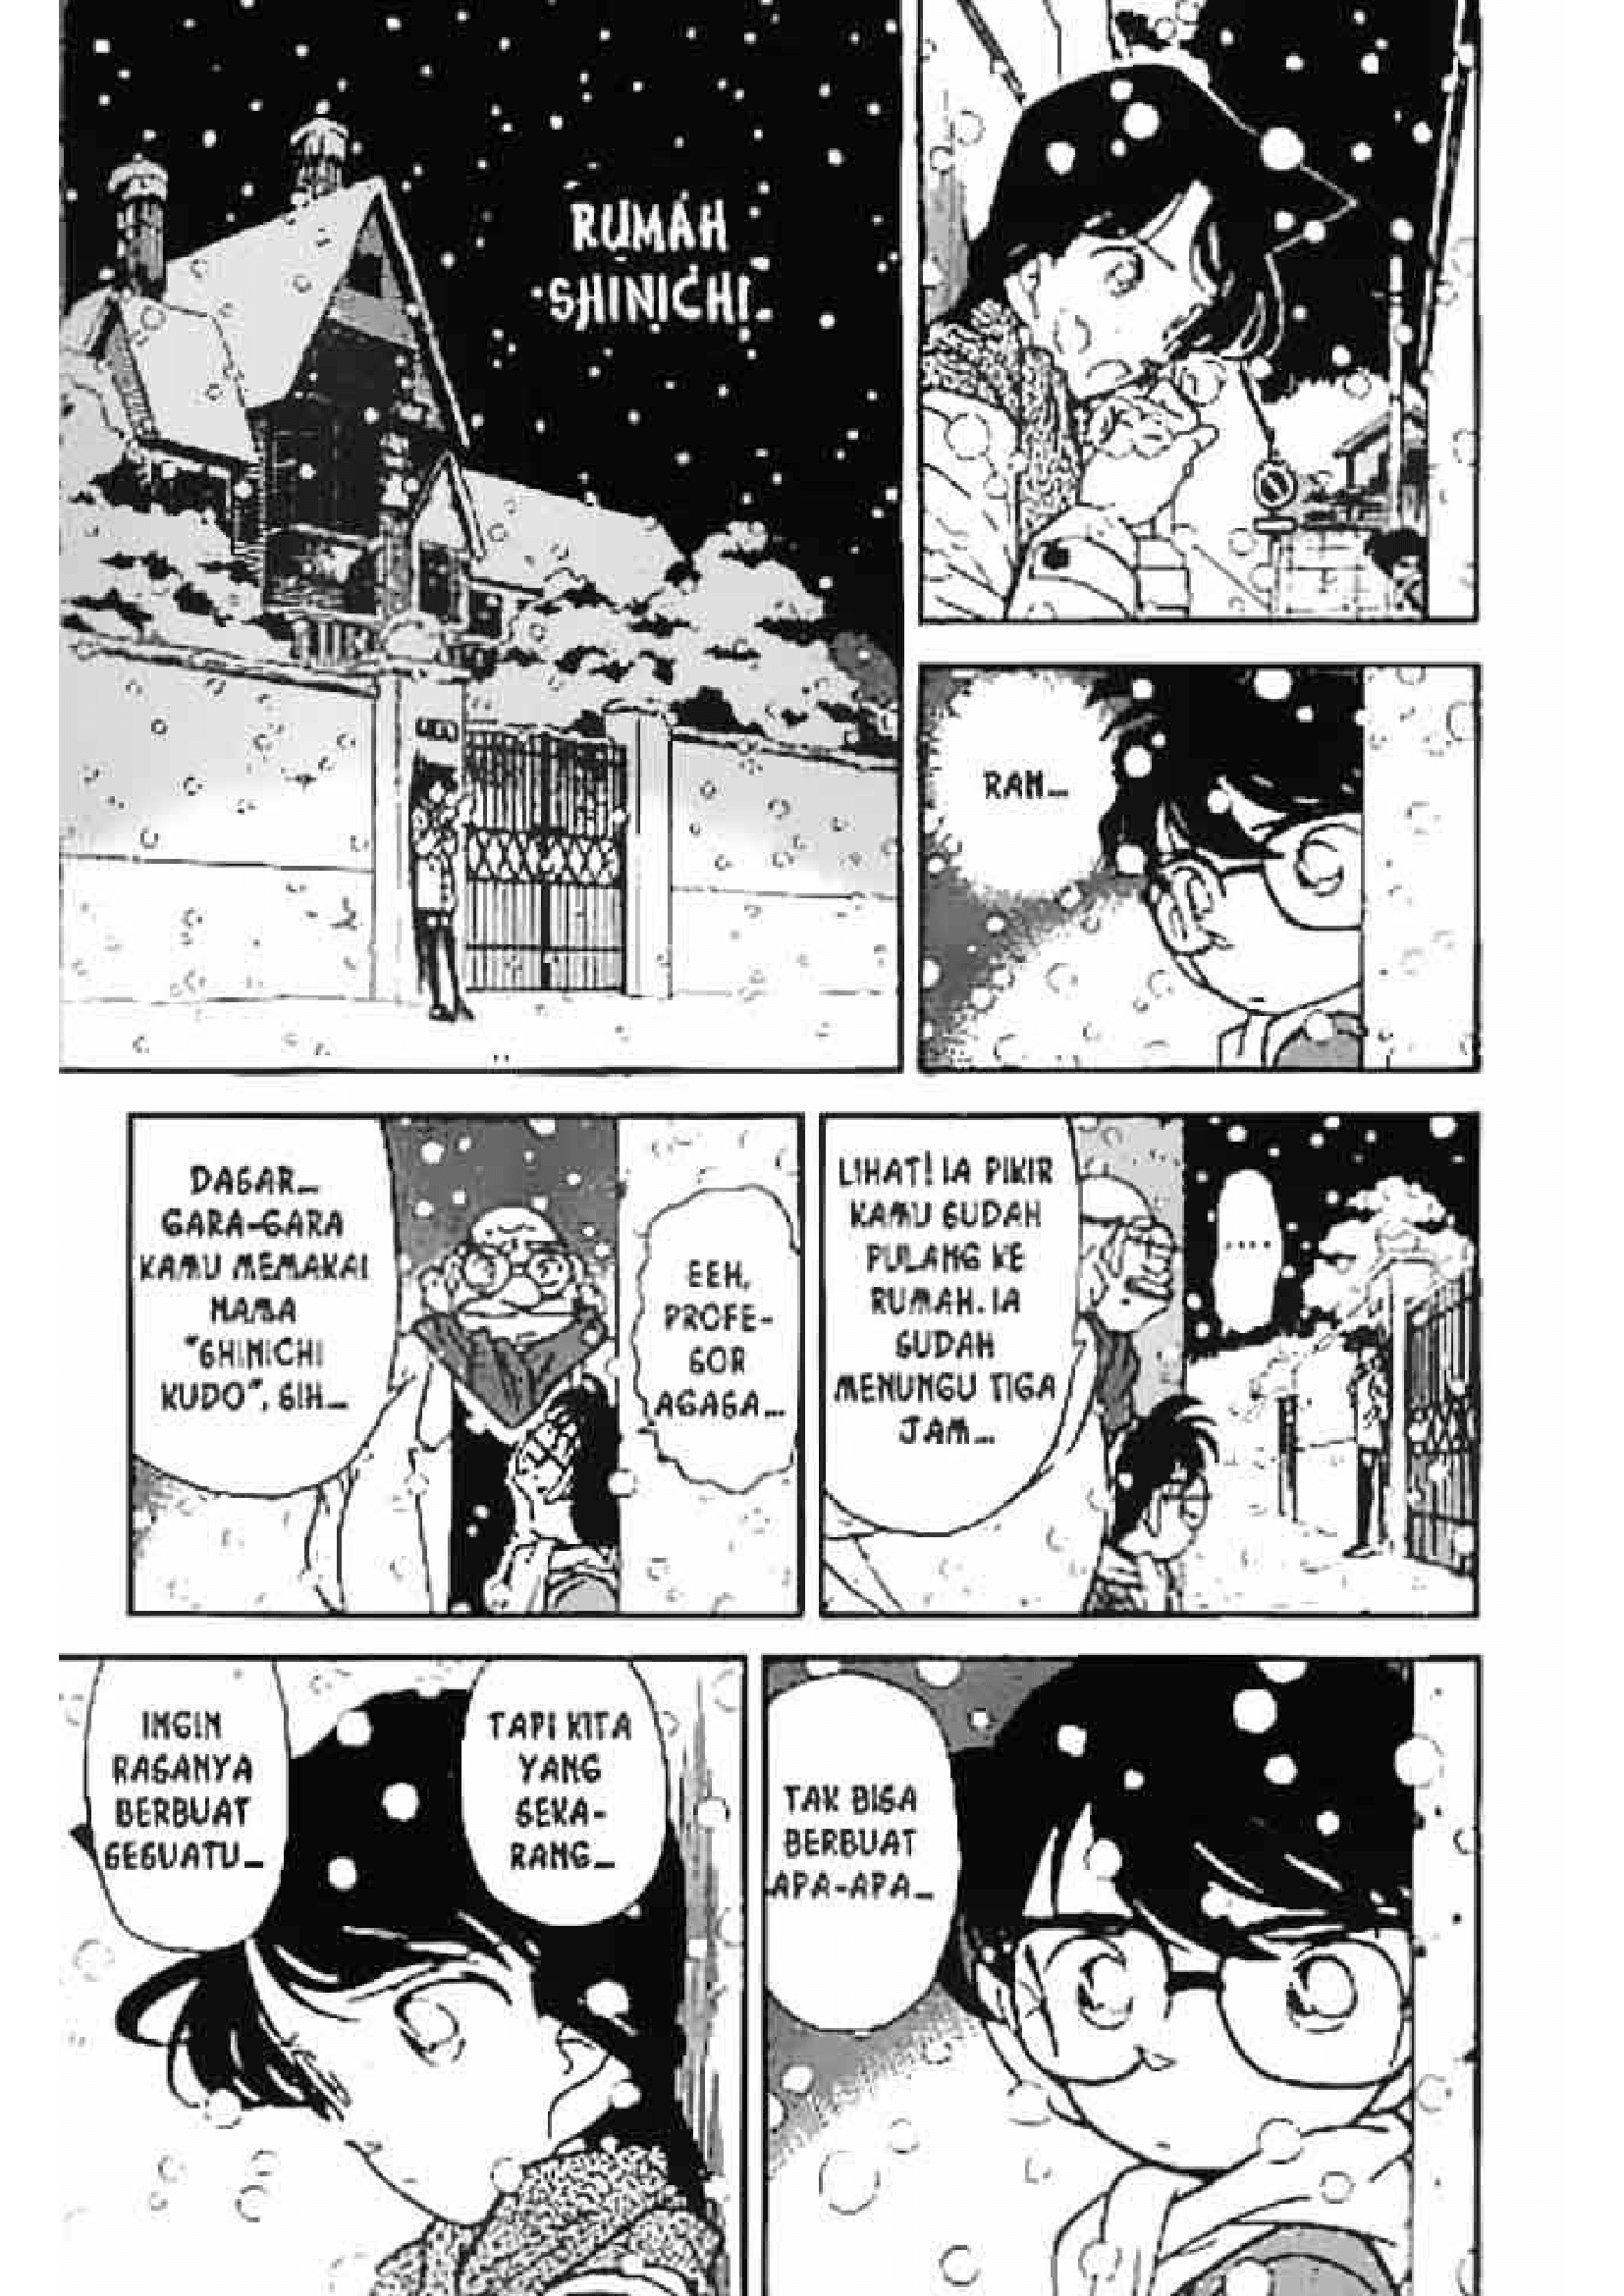 RUMAH
SHINICHI
RAN...
DASAR...
GARA-GARA
KAMU MEMAKAI
NAMA
"SHINICHI
KUDO", SIH...
EEH,
PROFE-
SOR
AGASA...
LIHAT! IA PIKIR
KAMU SUDAH
PULANG KE
RUMAH. IA
SUDAH
MENUNGU TIGA
JAM...
....
INGIN
RASANYA
BERBUAT
SESUATU...
TAPI KITA
YANG
SEKA-
RANG...
TAK BISA
BERBUAT
APA-APA...